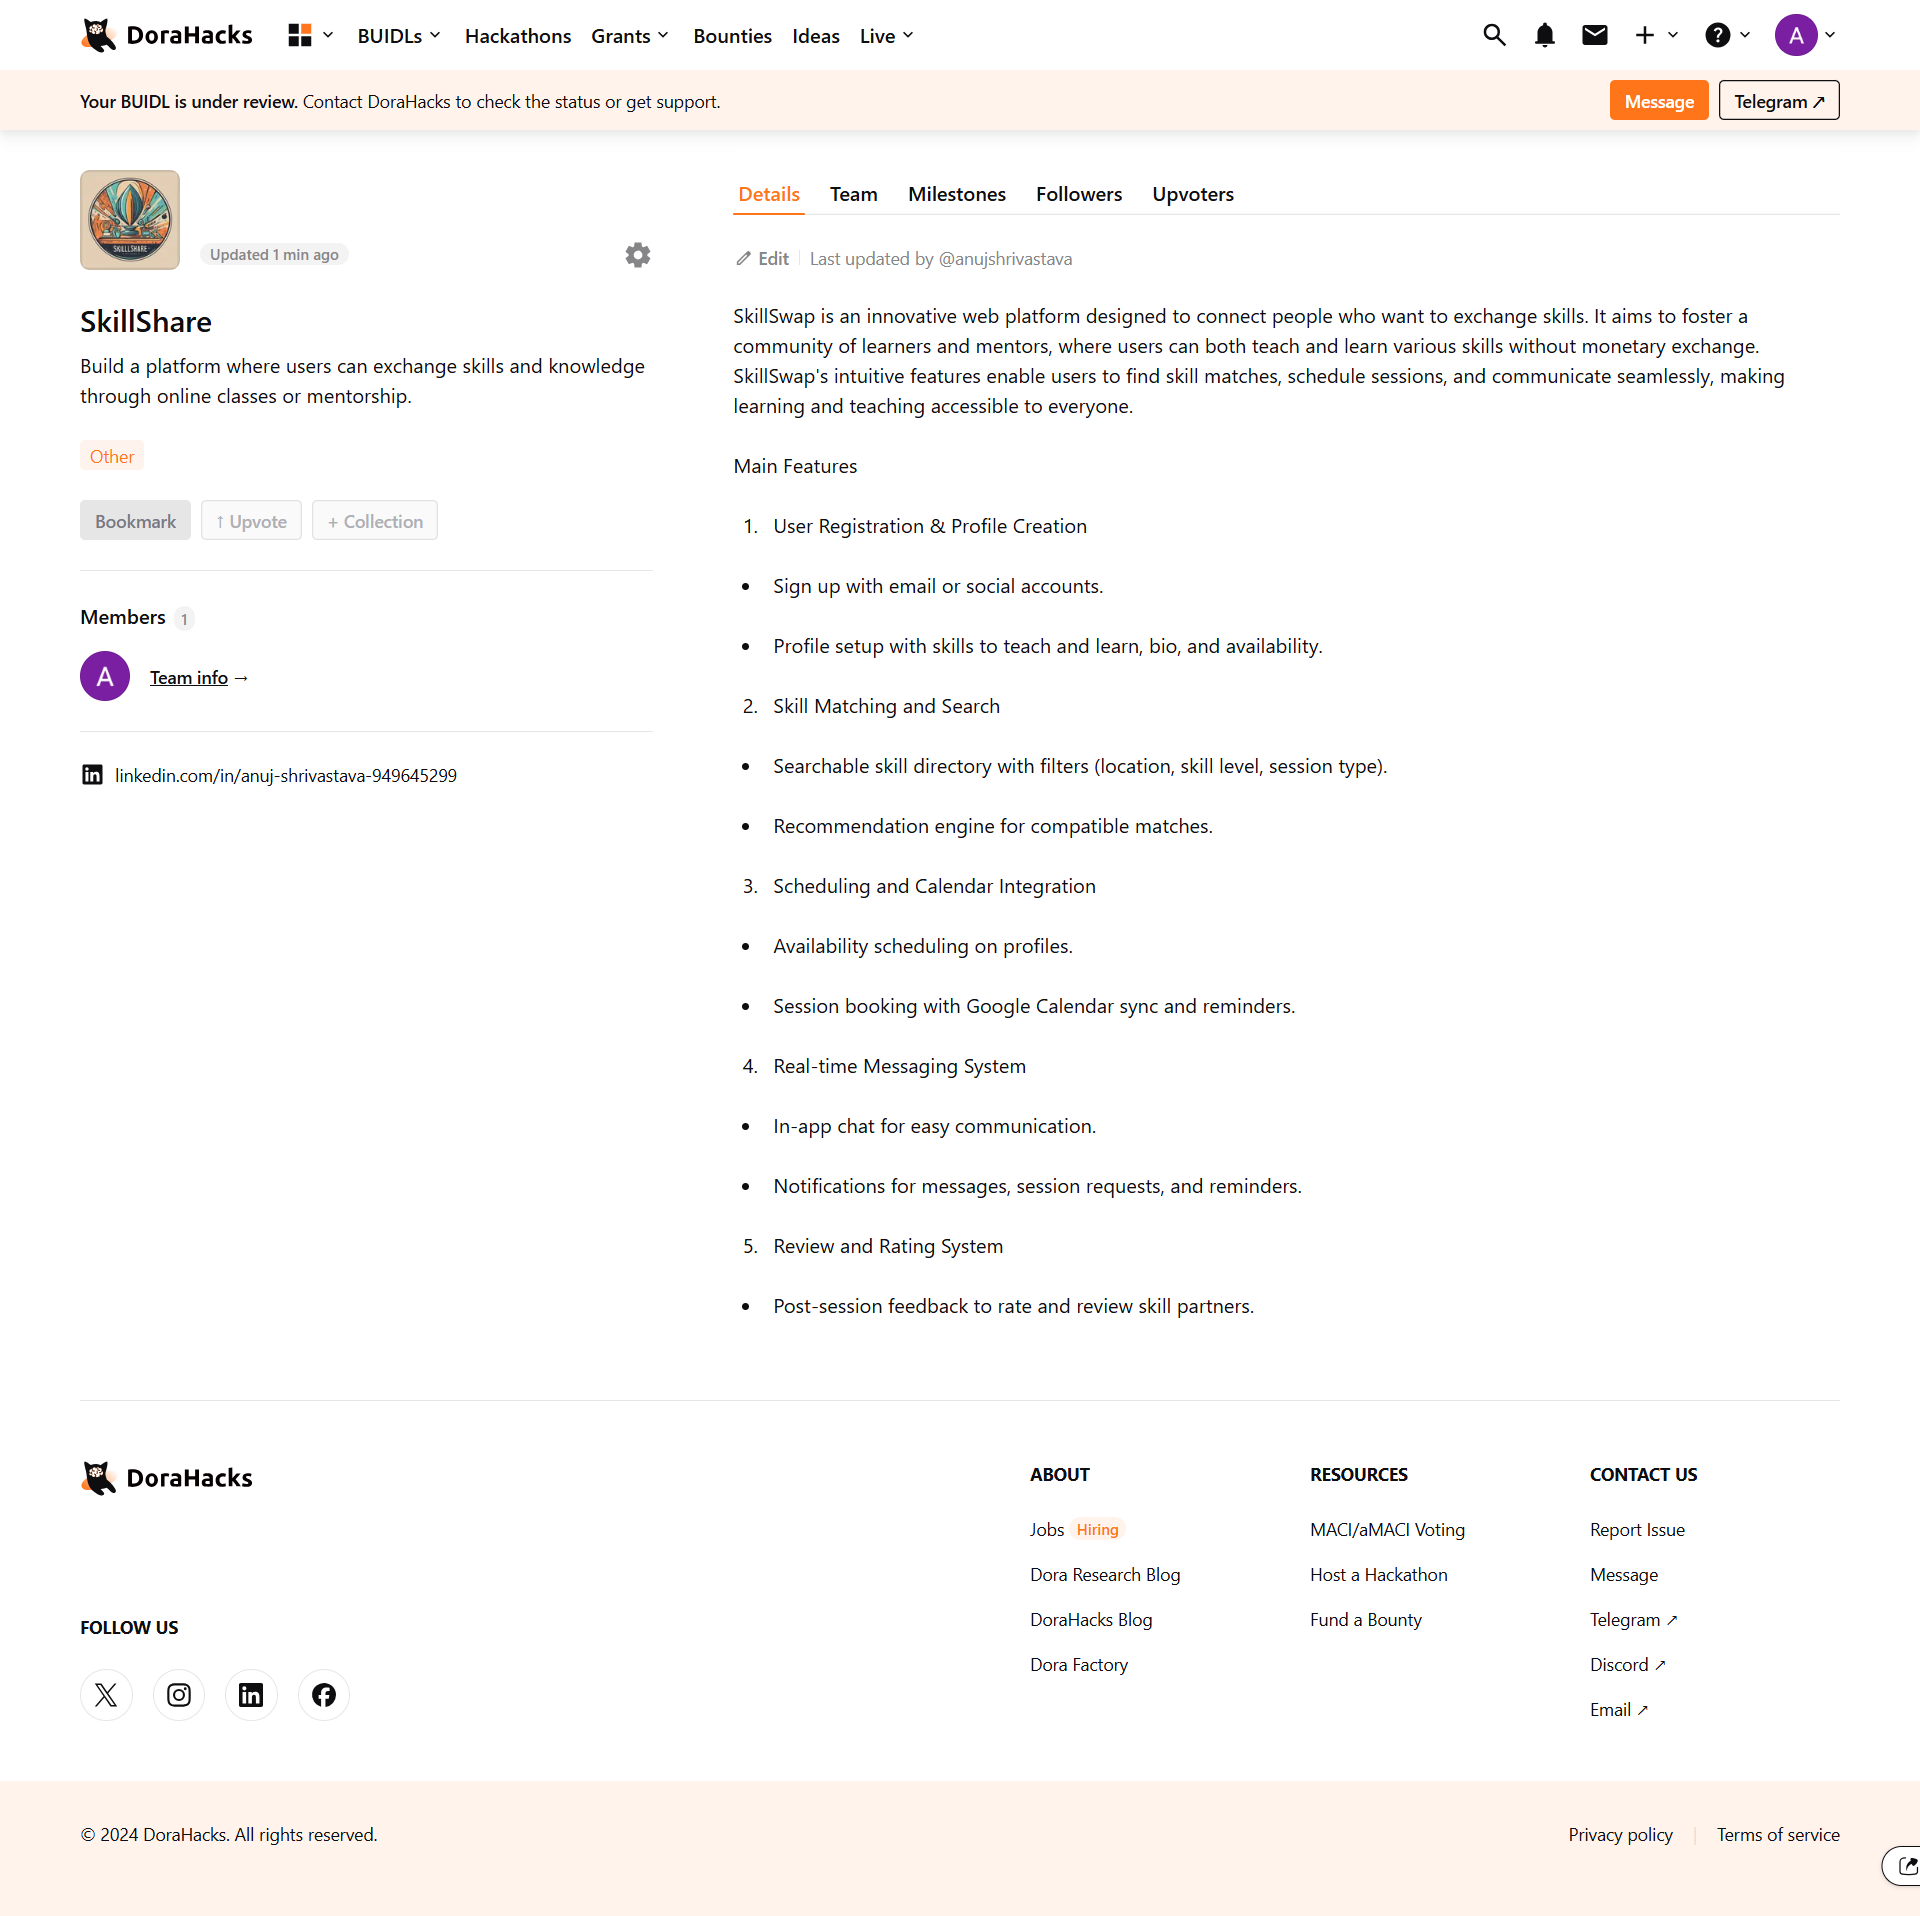 DoraHacks
BUIDLs
Hackathons
Grants
Bounties
Ideas
Live
A
Your BUIDL is under review. Contact DoraHacks to check the status or get support.
Message
Telegram ↗
SKILLSHARE
Updated 1 min ago
SkillShare
Build a platform where users can exchange skills and knowledge
through online classes or mentorship.
Other
Bookmark
↑ Upvote
+ Collection
Members 1
A
Team info →
linkedin.com/in/anuj-shrivastava-949645299
Details
Team
Milestones
Followers
Upvoters
Edit
Last updated by @anujshrivastava
SkillSwap is an innovative web platform designed to connect people who want to exchange skills. It aims to foster a
community of learners and mentors, where users can both teach and learn various skills without monetary exchange.
SkillSwap's intuitive features enable users to find skill matches, schedule sessions, and communicate seamlessly, making
learning and teaching accessible to everyone.
Main Features
1. User Registration & Profile Creation
• Sign up with email or social accounts.
• Profile setup with skills to teach and learn, bio, and availability.
2. Skill Matching and Search
• Searchable skill directory with filters (location, skill level, session type).
• Recommendation engine for compatible matches.
3. Scheduling and Calendar Integration
• Availability scheduling on profiles.
• Session booking with Google Calendar sync and reminders.
4. Real-time Messaging System
• In-app chat for easy communication.
• Notifications for messages, session requests, and reminders.
5. Review and Rating System
• Post-session feedback to rate and review skill partners.
DoraHacks
FOLLOW US
ABOUT
Jobs Hiring
Dora Research Blog
DoraHacks Blog
Dora Factory
RESOURCES
MACI/aMACI Voting
Host a Hackathon
Fund a Bounty
CONTACT US
Report Issue
Message
Telegram ↗
Discord ↗
Email ↗
© 2024 DoraHacks. All rights reserved.
Privacy policy
Terms of service